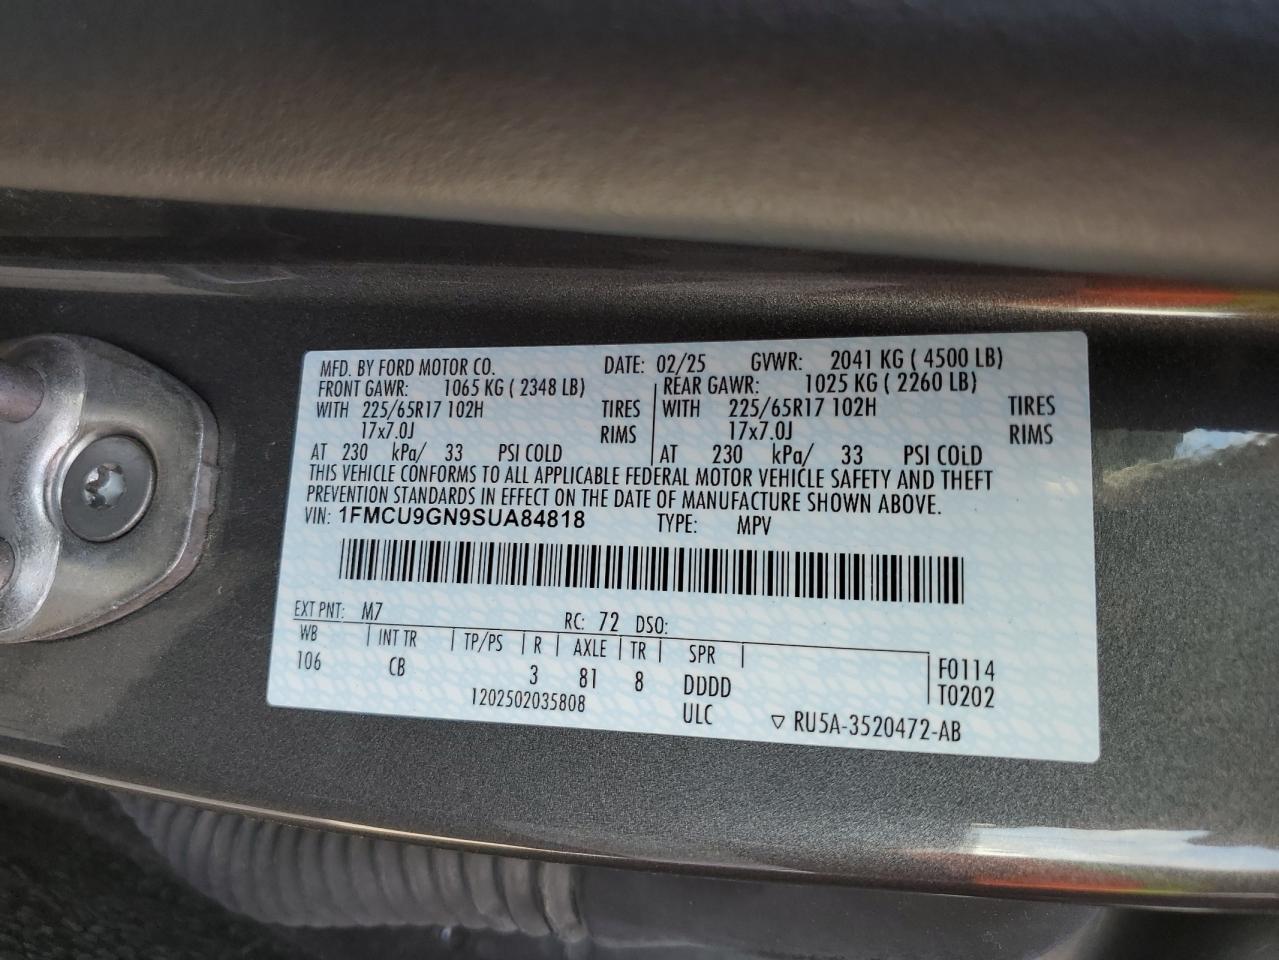 MFD. BY FORD MOTOR CO. DATE: 02/25 GVWR: 2041 KG ( 4500 LB)
FRONT GAWR: 1065 KG ( 2348 LB) REAR GAWR: 1025 KG ( 2260 LB)
WITH 225/65R17 102H TIRES WITH 225/65R17 102H TIRES
17x7.0J RIMS 17x7.0J RIMS
AT 230 kPa/ 33 PSI COLD AT 230 kPa/ 33 PSI COLD
THIS VEHICLE CONFORMS TO ALL APPLICABLE FEDERAL MOTOR VEHICLE SAFETY AND THEFT
PREVENTION STANDARDS IN EFFECT ON THE DATE OF MANUFACTURE SHOWN ABOVE.
VIN: 1FMCU9GN9SUA84818 TYPE: MPV
EXT PNT: M7 RC: 72 DSO:
WB INT TR TP/PS R AXLE TR SPR
106 CB 3 81 8 DDDD F0114
1202502035808 ULC T0202
▽ RU5A-3520472-AB